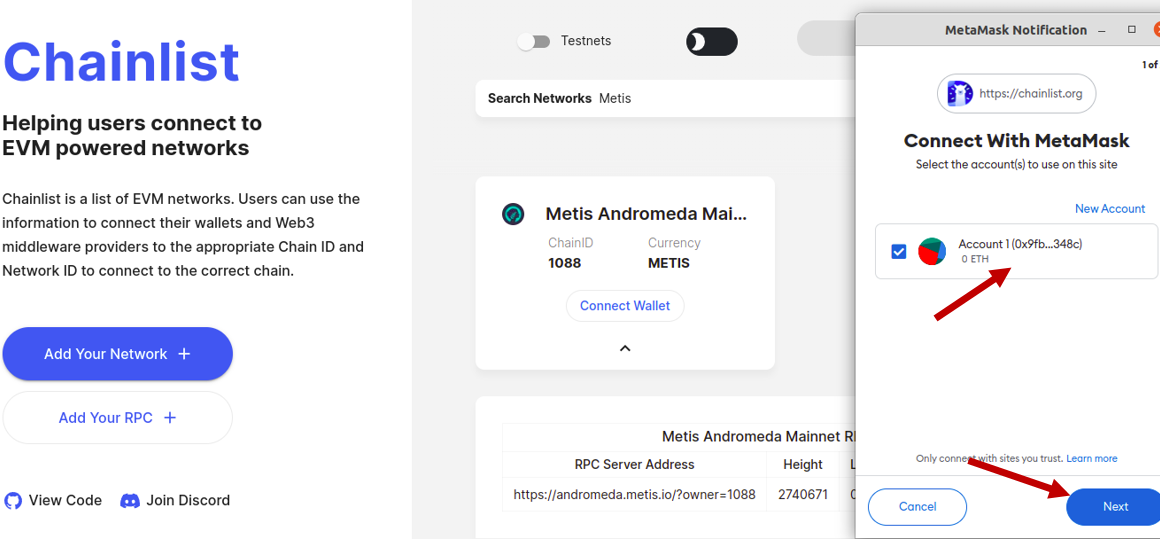 Chainlist
Helping users connect to
EVM powered networks
Chainlist is a list of EVM networks. Users can use the
information to connect their wallets and Web3
middleware providers to the appropriate Chain ID and
Network ID to connect to the correct chain.
Add Your Network +
Add Your RPC +
View Code Join Discord
Testnets
Search Networks Metis
Metis Andromeda Mai...
ChainID Currency
1088 METIS
Connect Wallet
Metis Andromeda Mainnet
RPC Server Address Height
https://andromeda.metis.io/?owner=1088 2740671
MetaMask Notification
1 of
https://chainlist.org
Connect With MetaMask
Select the account(s) to use on this site
New Account
Account 1 (0x9fb...348c)
0 ETH
Only connect with sites you trust. Learn more
Cancel Next